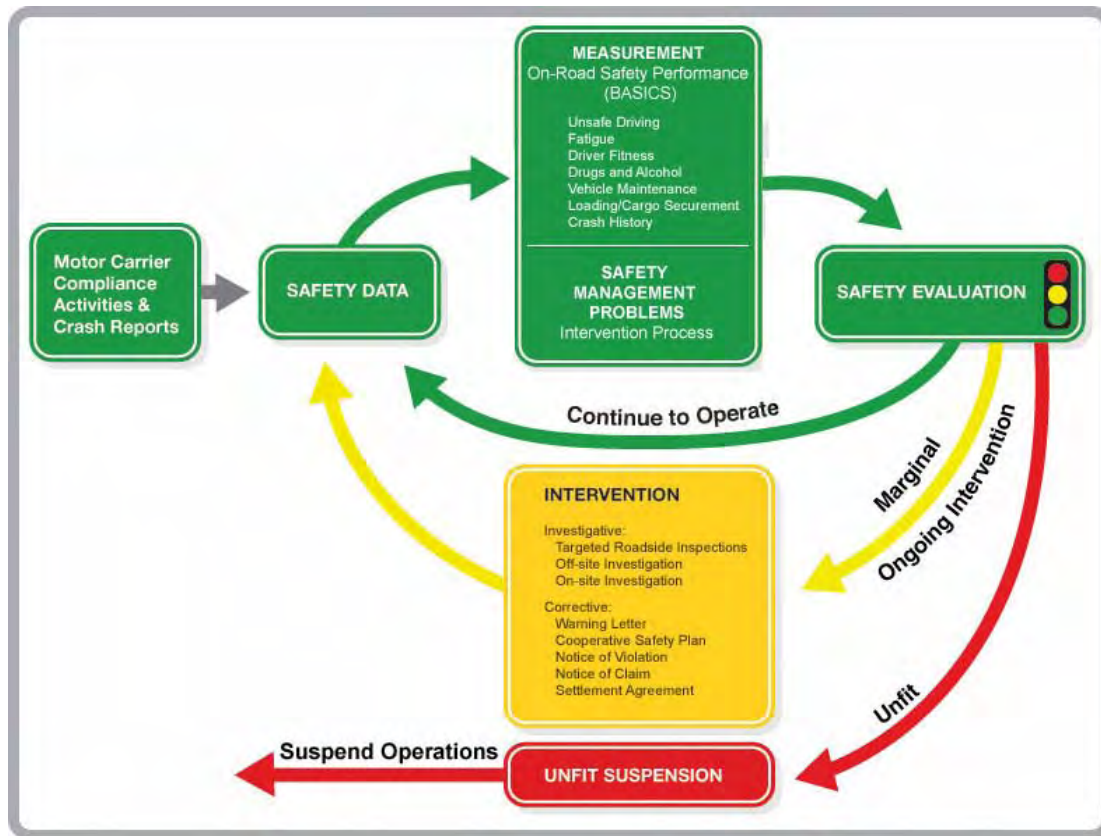 MEASUREMENT
On-Road Safety Performance
(BASICS)
Unsafe Driving
Fatigue
Driver Fitness
Drugs and Alcohol
Vehicle Maintenance
Loading/Cargo Securement
Crash History
SAFETY
MANAGEMENT
PROBLEMS
Intervention Process
Motor Carrier
Compliance
Activities &
Crash Reports
SAFETY DATA
SAFETY EVALUATION
Continue to Operate
Marginal
Ongoing Intervention
Unfit
INTERVENTION
Investigative:
Targeted Roadside Inspections
Off-site Investigation
On-site Investigation
Corrective:
Warning Letter
Cooperative Safety Plan
Notice of Violation
Notice of Claim
Settlement Agreement
Suspend Operations
UNFIT SUSPENSION